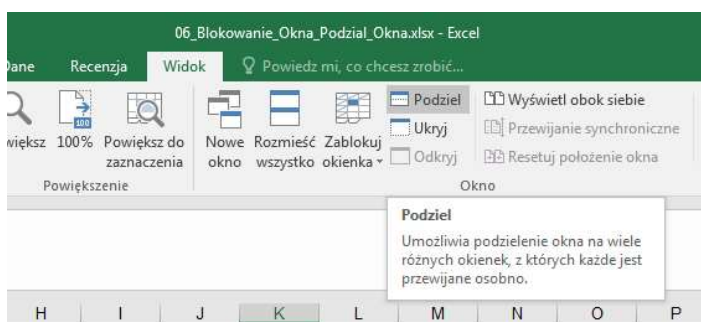 06_Blokowanie_Okna_Podzial_Okna.xlsx - Excel
Dane Recenzja Widok Powiedz mi, co chcesz zrobić...
większ 100% Powiększ do zaznaczenia Nowe okno Rozmieść wszystko Zablokuj okienka Podziel Wyświetl obok siebie
100
Ukryj Przewijanie synchroniczne
Odkryj Resetuj położenie okna
Powiększenie Okno
Podziel
Umożliwia podzielenie okna na wiele
różnych okienek, z których każde jest
przewijane osobno.
H I J K L M N O P